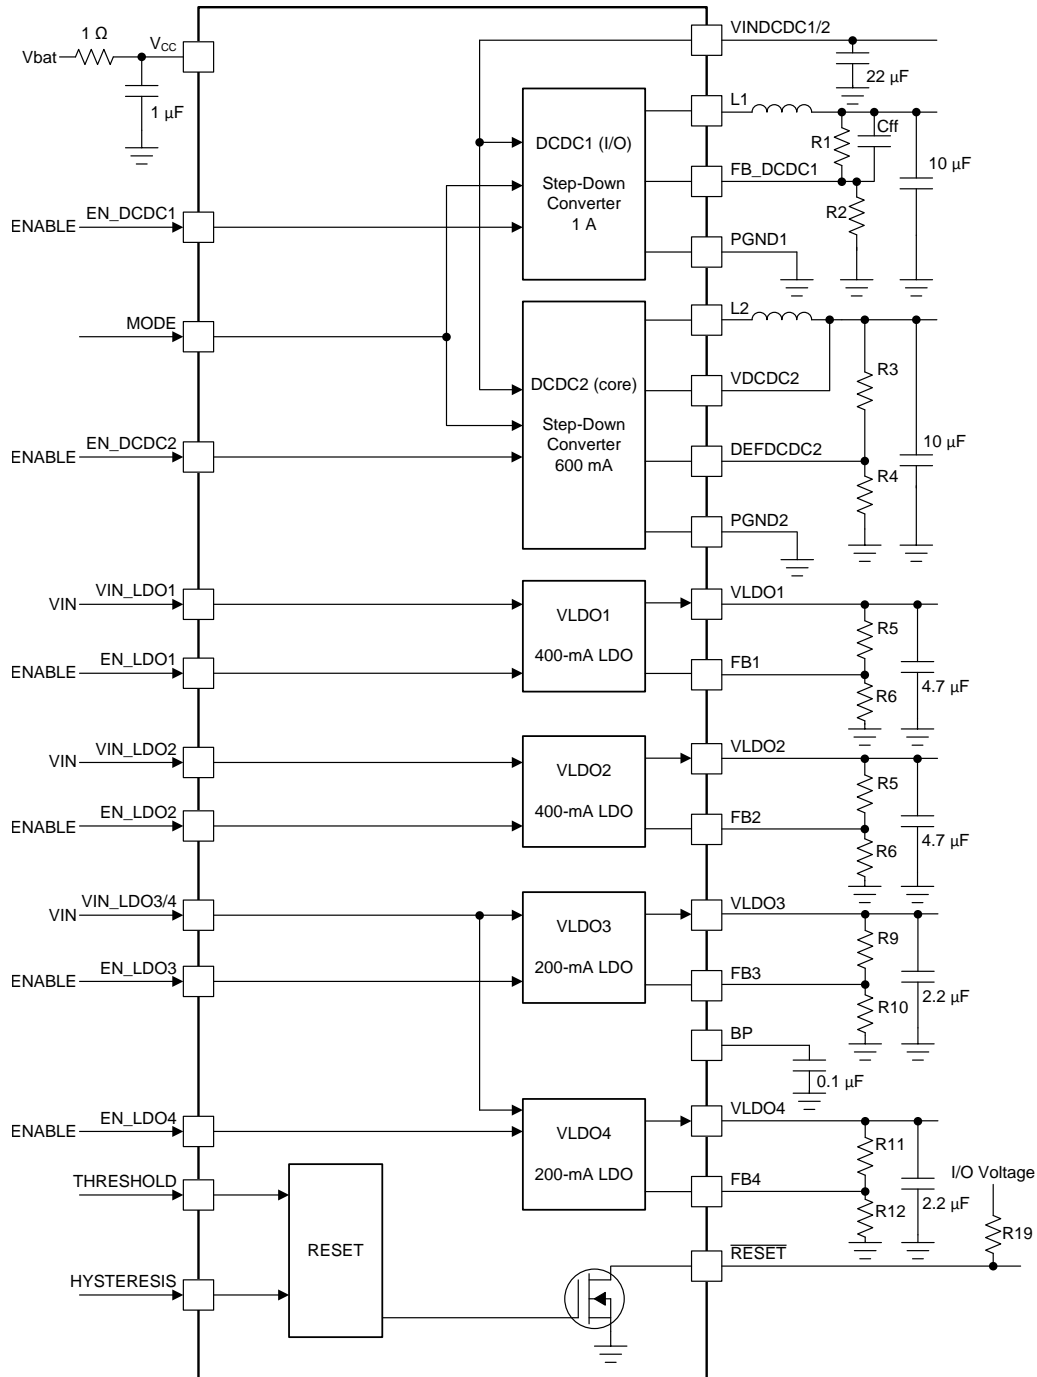 VINDCDC1/2
1 Ω
Vbat
VCC
22 µF
1 µF
L1
DCDC1 (I/O)
Step-Down
Converter
1 A
R1
Cff
FB_DCDC1
10 µF
R2
ENABLE
EN_DCDC1
PGND1
MODE
L2
DCDC2 (core)
Step-Down
Converter
600 mA
VDCDC2
R3
ENABLE
EN_DCDC2
DEFDCDC2
10 µF
R4
PGND2
VIN
VIN_LDO1
VLDO1
400-mA LDO
VLDO1
R5
ENABLE
EN_LDO1
FB1
R6
4.7 µF
VIN
VIN_LDO2
VLDO2
400-mA LDO
VLDO2
R5
ENABLE
EN_LDO2
FB2
R6
4.7 µF
VIN
VIN_LDO3/4
VLDO3
200-mA LDO
VLDO3
R9
ENABLE
EN_LDO3
FB3
R10
2.2 µF
BP
0.1 µF
ENABLE
EN_LDO4
VLDO4
200-mA LDO
VLDO4
R11
FB4
R12
2.2 µF
I/O Voltage
R19
THRESHOLD
RESET
HYSTERESIS
RESET